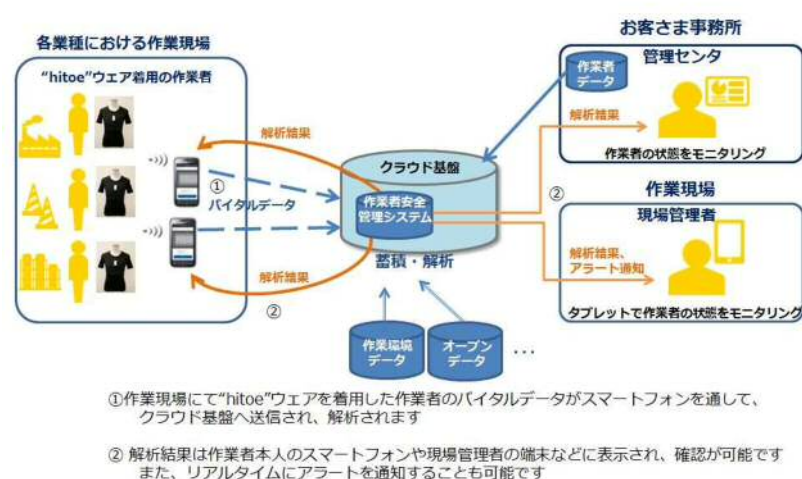 各業種における作業現場
“hitoe”ウェア着用の作業者
解析結果
①
バイタルデータ
解析結果
②
クラウド基盤
作業者安全
管理システム
蓄積・解析
作業環境
データ
オープン
データ
…
お客さま事務所
管理センタ
作業者
データ
解析結果
作業者の状態をモニタリング
②
作業現場
現場管理者
解析結果、
アラート通知
タブレットで作業者の状態をモニタリング
①作業現場にて“hitoe”ウェアを着用した作業者のバイタルデータがスマートフォンを通して、
クラウド基盤へ送信され、解析されます
② 解析結果は作業者本人のスマートフォンや現場管理者の端末などに表示され、確認が可能です
また、リアルタイムにアラートを通知することも可能です